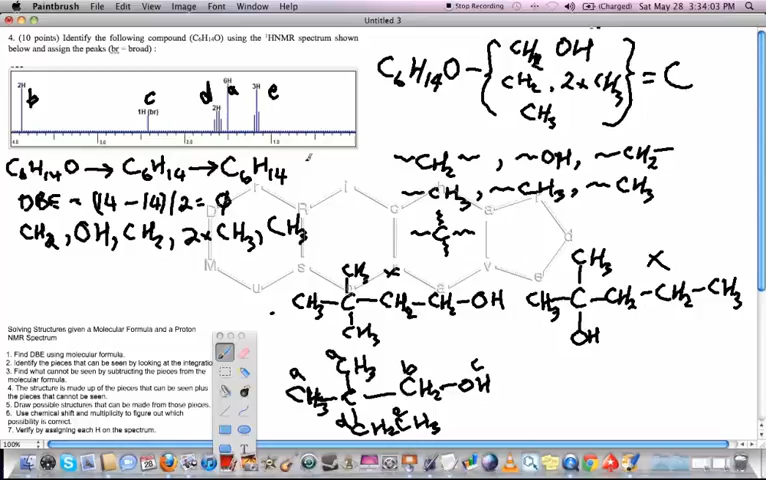 Paintbrush File Edit View Image Font Window Help Stop Recording (Charged) Sat May 28 3:34:03 PM
Untitled 3
4. (10 points) Identify the following compound (C₆H₁₄O) using the ¹HNMR spectrum shown
below and assign the peaks (br = broad) :
2H b
1H (br) c
2H d
6H a
3H e
4.0 3.0 2.0 1.0
C₆H₁₄O → C₆H₁₄ → C₆H₁₄
DBE = (14 - 14)/2 = 0
CH₂, OH, CH₂, 2×CH₃, CH₃
C₆H₁₄O - { CH₂ OH
CH₂, 2×CH₃
CH₃ } = C
~CH₂~, ~OH, ~CH₂~
~CH₃, ~CH₃, ~CH₃
~C~
CH₃ x
CH₃-C-CH₂-CH₂-OH
CH₃
CH₃ x
CH₃-C-CH₂-CH₂-CH₃
OH
a CH₃ b c
a CH₃-C-CH₂-OH
d CH₂CH₃ e
D r R i c h a r d
M u s h e v
Solving Structures given a Molecular Formula and a Proton
NMR Spectrum
1. Find DBE using molecular formula.
2. Identify the pieces that can be seen by looking at the integratio
3. Find what cannot be seen by subtracting the pieces from the
molecular formula.
4. The structure is made up of the pieces that can be seen plus
the pieces that cannot be seen.
5. Draw possible structures that can be made from those pieces.
6. Use chemical shift and multiplicity to figure out which
possibility is correct.
7. Verify by assigning each H on the spectrum.
100%